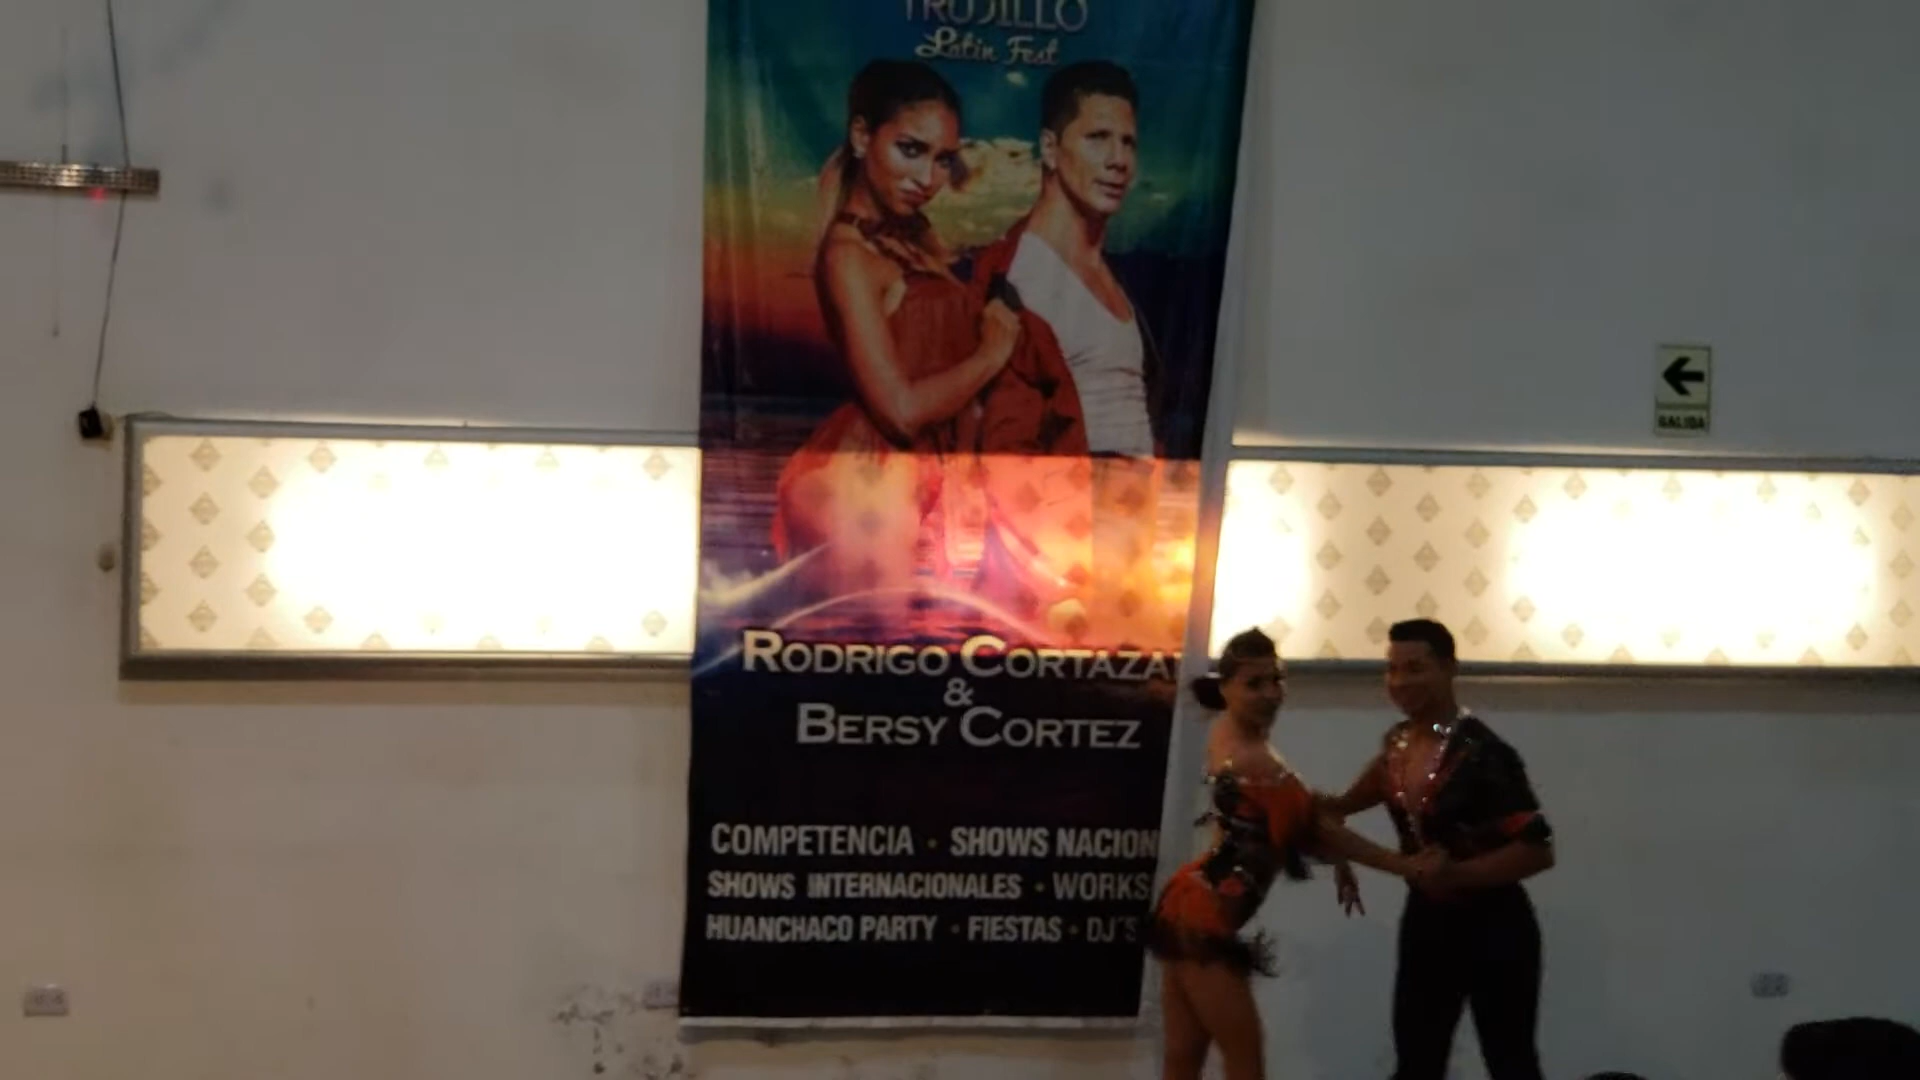 TRUJILLO
Latin Fest
SALIDA
RODRIGO CORTAZA
&
BERSY CORTEZ
COMPETENCIA • SHOWS NACION
SHOWS INTERNACIONALES • WORKS
HUANCHACO PARTY • FIESTAS • DJ'S